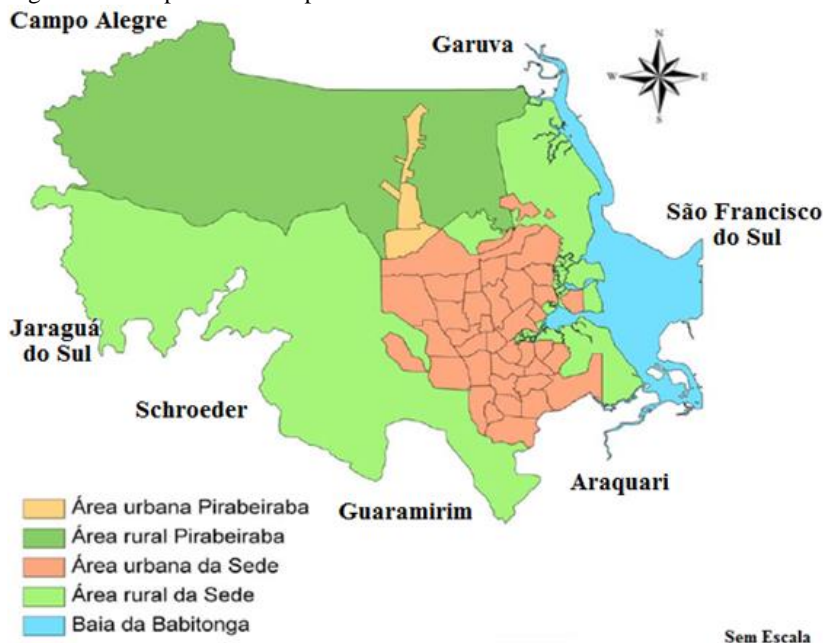 Campo Alegre
Garuva
N
W
E
S
São Francisco
do Sul
Jaraguá
do Sul
Schroeder
Araquari
Guaramirim
Área urbana Pirabeiraba
Área rural Pirabeiraba
Área urbana da Sede
Área rural da Sede
Baia da Babitonga
Sem Escala